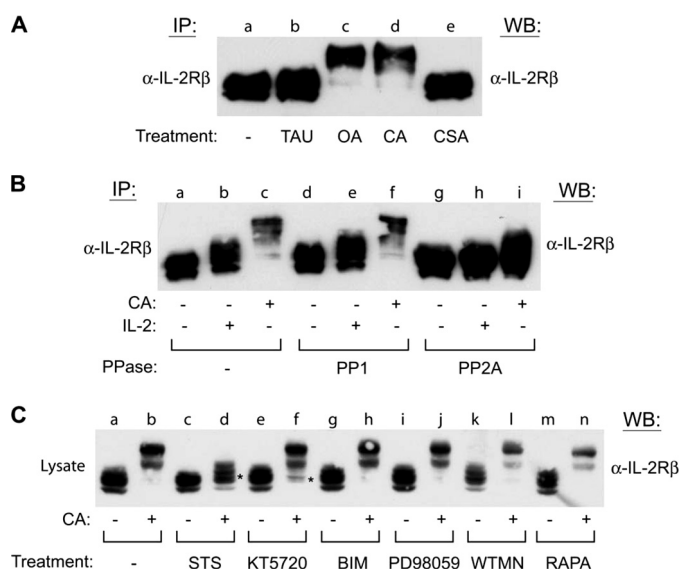 A
IP: a b c d e WB:
α-IL-2Rβ α-IL-2Rβ
Treatment: - TAU OA CA CSA
B
IP: a b c d e f g h i WB:
α-IL-2Rβ α-IL-2Rβ
CA: - - + - - + - - +
IL-2: - + - - + - - + -
PPase: - PP1 PP2A
C
a b c d e f g h i j k l m n WB:
Lysate * * α-IL-2Rβ
CA: - + - + - + - + - + - + - +
Treatment: - STS KT5720 BIM PD98059 WTMN RAPA